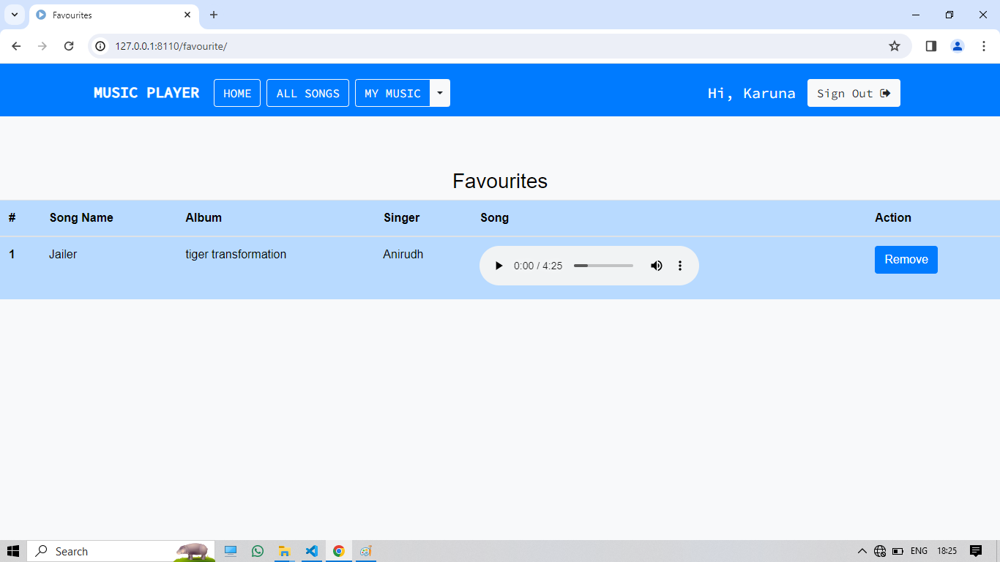 Favourites
127.0.0.1:8110/favourite/
MUSIC PLAYER HOME ALL SONGS MY MUSIC Hi, Karuna Sign Out
Favourites
# Song Name Album Singer Song Action
1 Jailer tiger transformation Anirudh 0:00 / 4:25 Remove
Search ENG 18:25